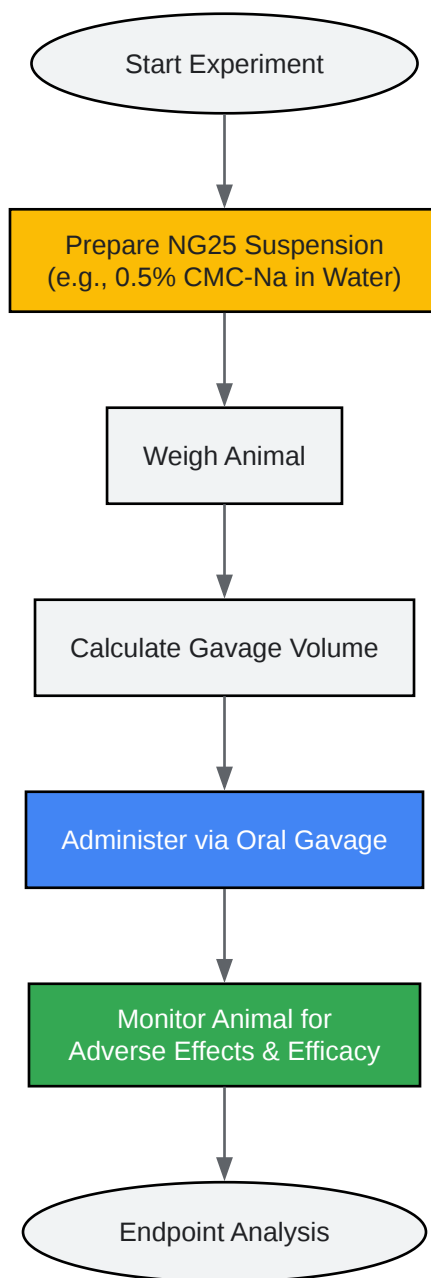 Start Experiment
Prepare NG25 Suspension
(e.g., 0.5% CMC-Na in Water)
Weigh Animal
Calculate Gavage Volume
Administer via Oral Gavage
Monitor Animal for
Adverse Effects & Efficacy
Endpoint Analysis